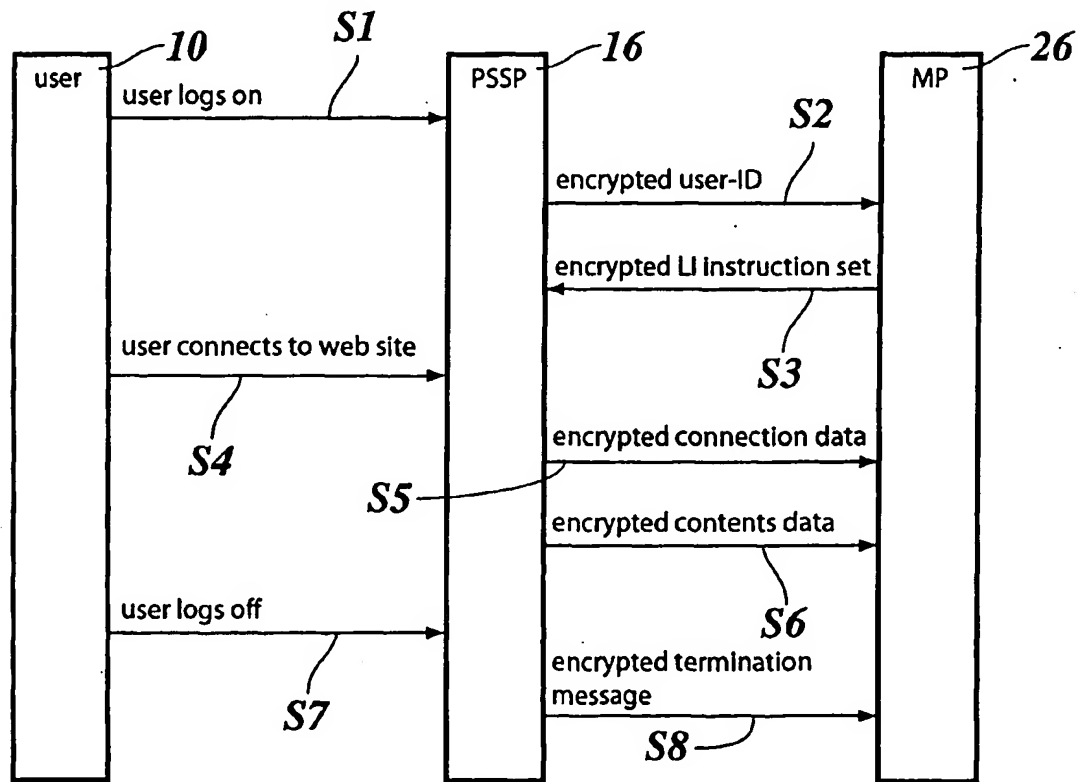 10
16
26
user
PSSP
MP
S1
user logs on
S2
encrypted user-ID
encrypted LI instruction set
S3
user connects to web site
S4
encrypted connection data
S5
encrypted contents data
S6
user logs off
S7
encrypted termination
message
S8